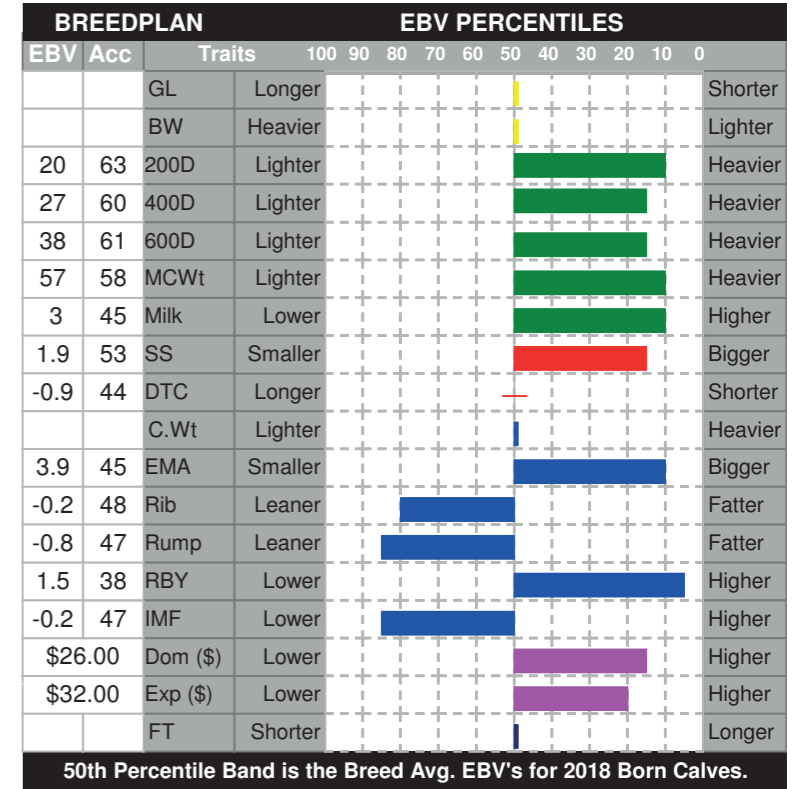 BREEDPLAN EBV PERCENTILES
EBV Acc Traits 100 90 80 70 60 50 40 30 20 10 0
GL Longer Shorter
BW Heavier Lighter
20 63 200D Lighter Heavier
27 60 400D Lighter Heavier
38 61 600D Lighter Heavier
57 58 MCWt Lighter Heavier
3 45 Milk Lower Higher
1.9 53 SS Smaller Bigger
-0.9 44 DTC Longer Shorter
C.Wt Lighter Heavier
3.9 45 EMA Smaller Bigger
-0.2 48 Rib Leaner Fatter
-0.8 47 Rump Leaner Fatter
1.5 38 RBY Lower Higher
-0.2 47 IMF Lower Higher
$26.00 Dom ($) Lower Higher
$32.00 Exp ($) Lower Higher
FT Shorter Longer
50th Percentile Band is the Breed Avg. EBV's for 2018 Born Calves.